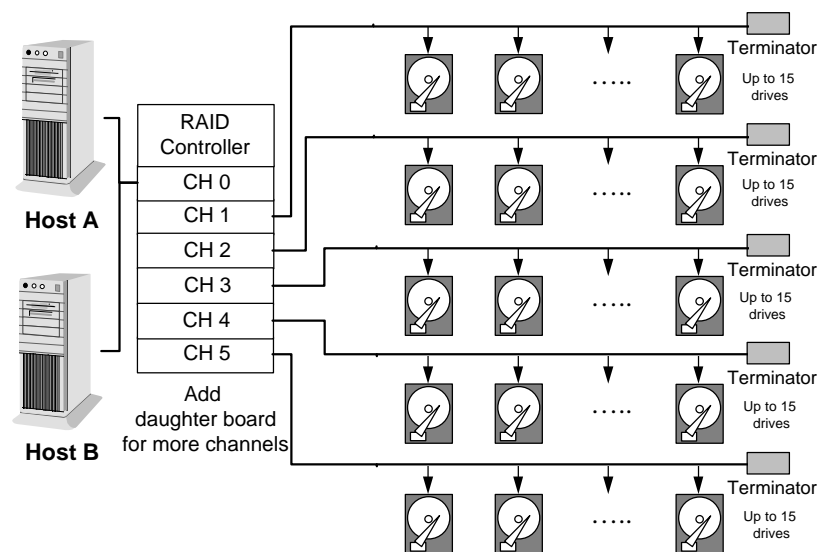 Host A
Host B
RAID
Controller
CH 0
CH 1
CH 2
CH 3
CH 4
CH 5
Add
daughter board
for more channels
.....
Terminator
Up to 15
drives
.....
Terminator
Up to 15
drives
.....
Terminator
Up to 15
drives
.....
Terminator
Up to 15
drives
.....
Terminator
Up to 15
drives